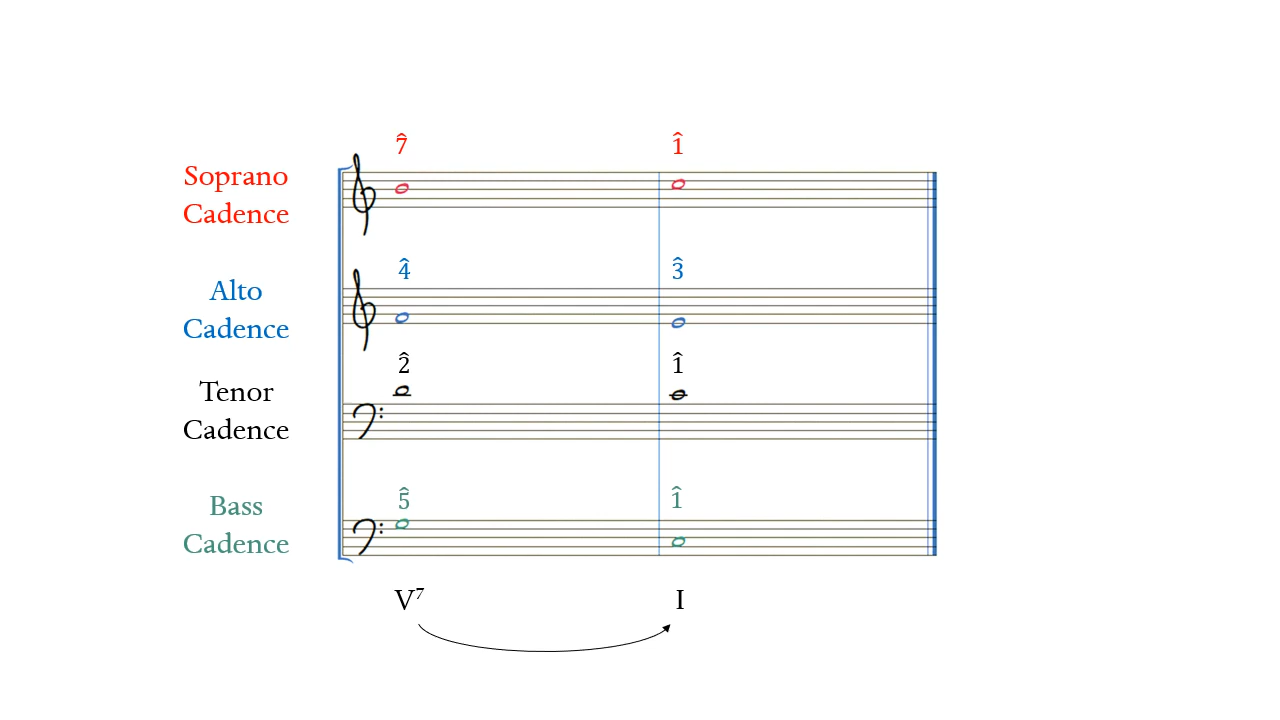 7̂ 1̂
Soprano
Cadence
4̂ 3̂
Alto
Cadence
2̂ 1̂
Tenor
Cadence
5̂ 1̂
Bass
Cadence
V⁷ I